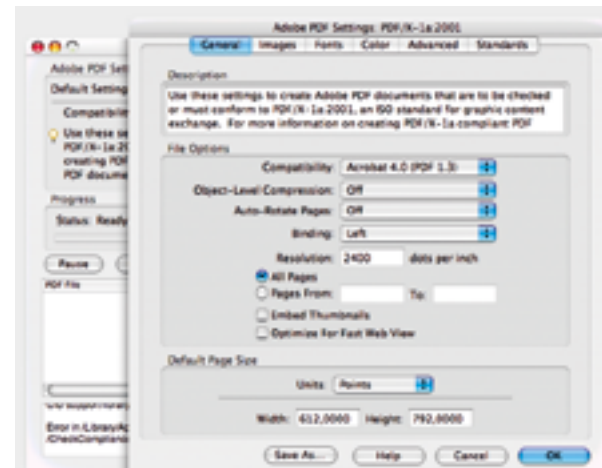 Adobe PDF Settings: PDF/X-1a:2001
General Images Fonts Color Advanced Standards
Description
Use these settings to create Adobe PDF documents that are to be checked
or must conform to PDF/X-1a:2001, an ISO standard for graphic content
exchange. For more information on creating PDF/X-1a compliant PDF
File Options
Compatibility: Acrobat 4.0 (PDF 1.3)
Object-Level Compression: Off
Auto-Rotate Pages: Off
Binding: Left
Resolution: 2400 dots per inch
All Pages
Pages From: To:
Embed Thumbnails
Optimize For Fast Web View
Default Page Size
Units: Points
Width: 612,0000 Height: 792,0000
Save As... Help Cancel OK
Adobe PDF Set
Default Setting
Compatibilit
Use these se
PDF/X-1a:2
creating PDF
PDF docume
Progress
Status: Ready
Pause
PDF File
Error in /Library/Ap
/CheckComplianc